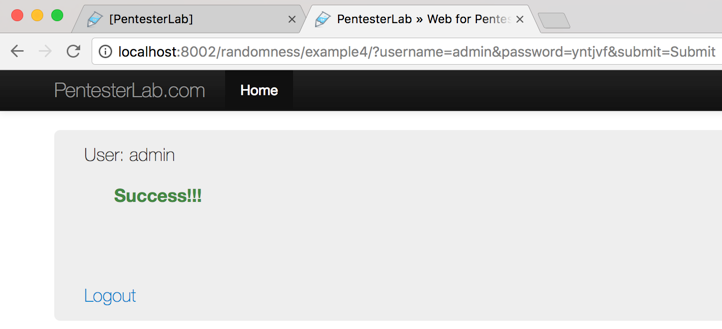 [PentesterLab]
PentesterLab » Web for Pente
localhost:8002/randomness/example4/?username=admin&password=yntjvf&submit=Submit
PentesterLab.com Home
User: admin
Success!!!
Logout